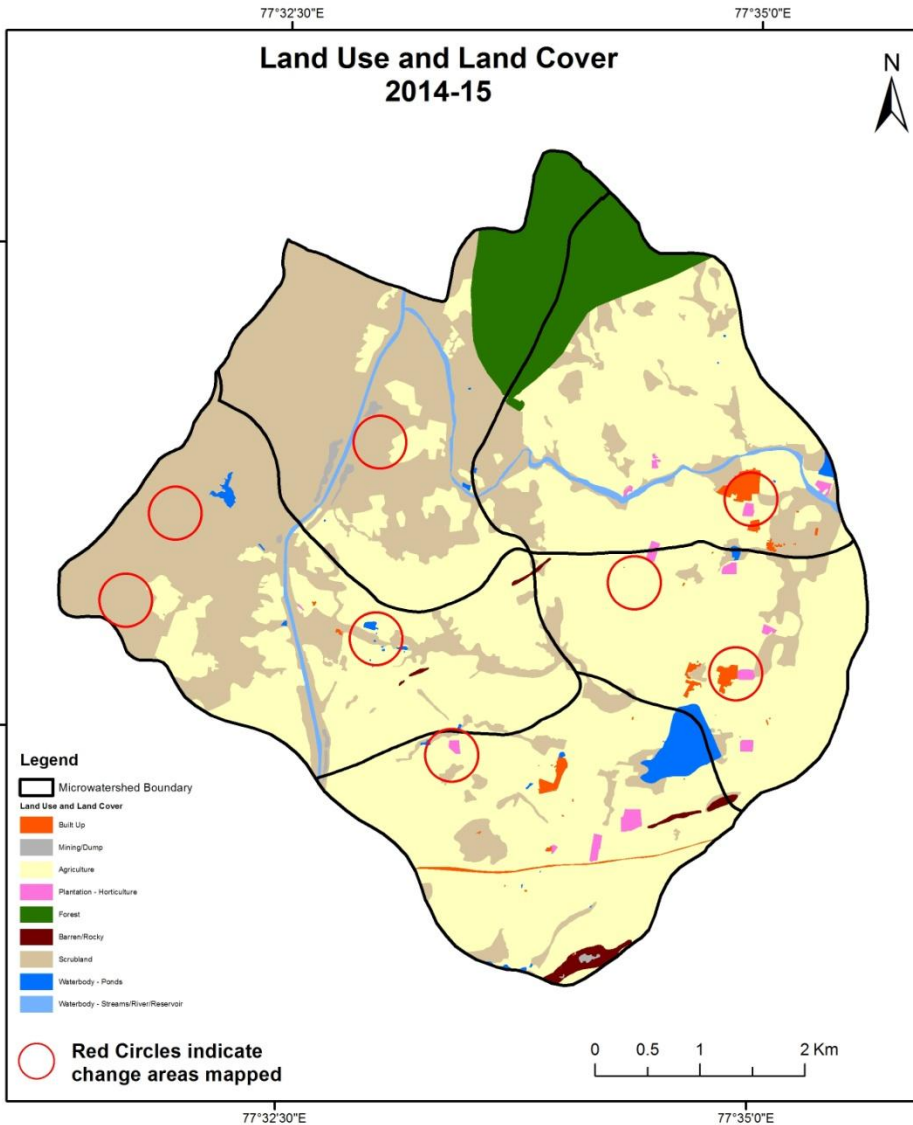 77°32'30"E
77°35'0"E
Land Use and Land Cover
2014-15
N
Legend
Microwatershed Boundary
Land Use and Land Cover
Built Up
Mining/Dump
Agriculture
Plantation - Horticulture
Forest
Barren/Rocky
Scrubland
Waterbody - Ponds
Waterbody - Streams/River/Reservoir
Red Circles indicate
change areas mapped
0 0.5 1 2 Km
77°32'30"E
77°35'0"E